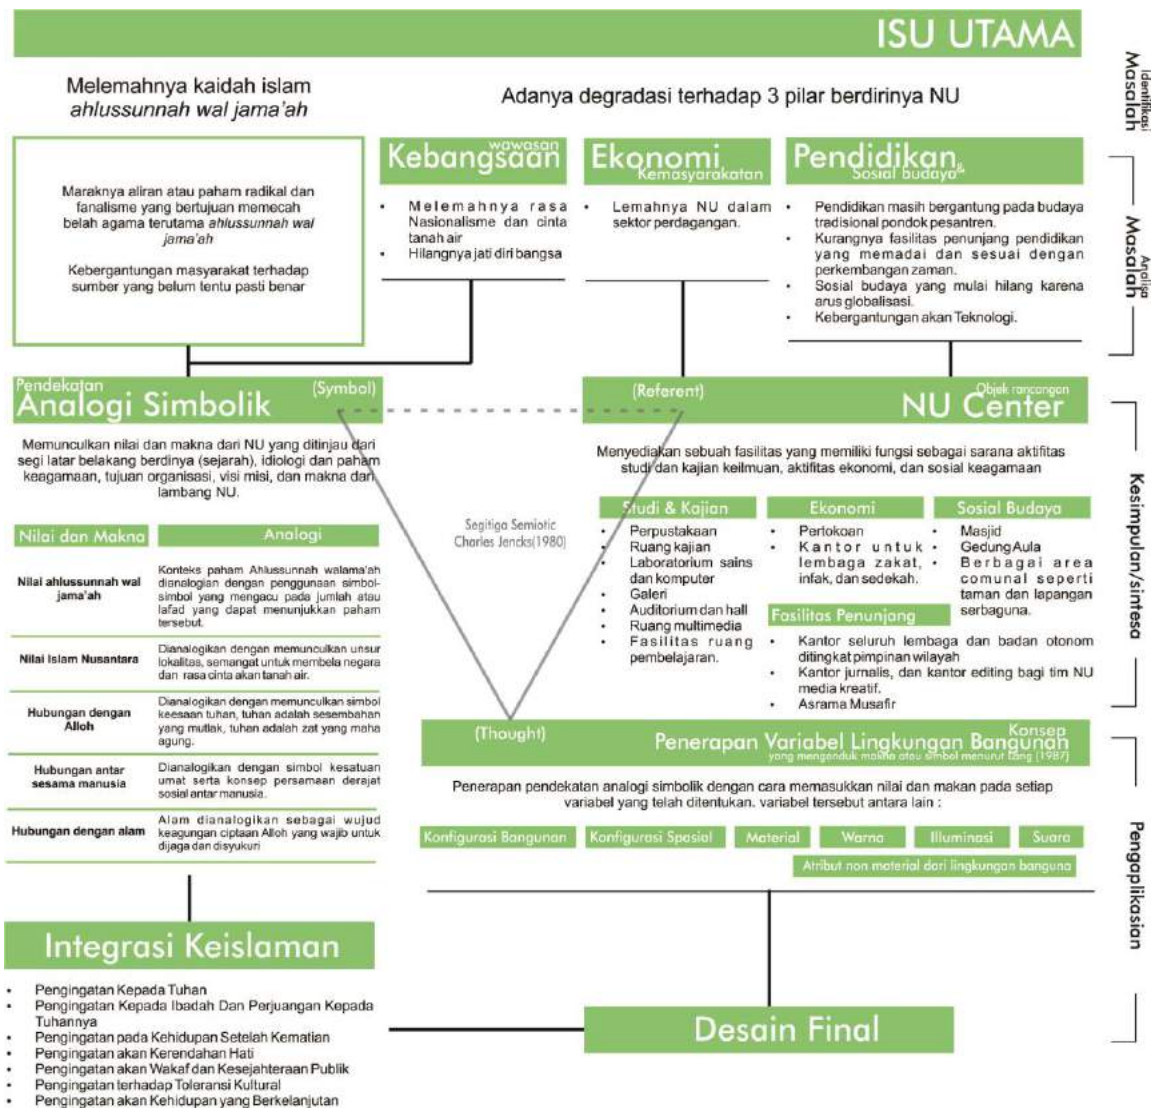 ISU UTAMA
Identifikasi
Masalah
Melemahnya kaidah islam
ahlussunnah wal jama'ah
Adanya degradasi terhadap 3 pilar berdirinya NU
Maraknya aliran atau paham radikal dan
fanalisme yang bertujuan memecah
belah agama terutama ahlussunnah wal
jama'ah
Kebergantungan masyarakat terhadap
sumber yang belum tentu pasti benar
wawasan
Kebangsaan
• Melemahnya rasa
Nasionalisme dan cinta
tanah air
• Hilangnya jati diri bangsa
Ekonomi
Kemasyarakatan
• Lemahnya NU dalam
sektor perdagangan.
Pendidikan
Sosial budaya&
• Pendidikan masih bergantung pada budaya
tradisional pondok pesantren.
• Kurangnya fasilitas penunjang pendidikan
yang memadai dan sesuai dengan
perkembangan zaman.
• Sosial budaya yang mulai hilang karena
arus globalisasi.
• Kebergantungan akan Teknologi.
Analisa
Masalah
Pendekatan
Analogi Simbolik
(Symbol)
Memunculkan nilai dan makna dari NU yang ditinjau dari
segi latar belakang berdinya (sejarah), idiologi dan paham
keagamaan, tujuan organisasi, visi misi, dan makna dari
lambang NU.
Nilai dan Makna
Analogi
Nilai ahlussunnah wal
jama'ah
Konteks paham Ahlussunnah walama'ah
dianalogien dengan penggunaan simbol-
simbol yang mengacu pada jumlah atau
lafad yang dapat menunjukkan paham
tersebut.
Nilai Islam Nusantara
Dianalogikan dengan memunculkan unsur
lokalitas, semangat untuk membela negara
dan rasa cinta akan tanah air.
Hubungan dengan
Alloh
Dianalogikan dengan memunculkan simbol
keesaan tuhan, tuhan adalah sesembahan
yang mutlak, tuhan adalah zat yang maha
agung.
Hubungan antar
sesama manusia
Dianalogikan dengan simbol kesatuan
umat serta konsep persamaan derajat
sosial antar manusia.
Hubungan dengan alam
Alam dianalogikan sebagai wujud
keagungan ciptaan Alloh yang wajib untuk
dijaga dan disyukuri
Segitiga Semiotic
Charles Jencks(1980)
(Referent)
Objek rancangan
NU Center
Menyediakan sebuah fasilitas yang memiliki fungsi sebagai sarana aktifitas
studi dan kajian keilmuan, aktifitas ekonomi, dan sosial keagamaan
Studi & Kajian
• Perpustakaan
• Ruang kajian
• Laboratorium sains
dan komputer
• Galeri
• Auditorium dan hall
• Ruang multimedia
• Fasilitas ruang
pembelajaran.
Ekonomi
• Pertokoan
• Kantor untuk
lembaga zakat,
infak, dan sedekah.
Sosial Budaya
• Masjid
• Gedung Aula
• Berbagai area
comunal seperti
taman dan lapangan
serbaguna.
Fasilitas Penunjang
• Kantor seluruh lembaga dan badan otonom
ditingkat pimpinan wilayah
• Kantor jurnalis, dan kantor editing bagi tim NU
media kreatif.
• Asrama Musafir
Kesimpulan/sintesa
(Thought)
Konsep
Penerapan Variabel Lingkungan Bangunan
yang mengandung makna atau simbol menurut Lang (1987)
Penerapan pendekatan analogi simbolik dengan cara memasukkan nilai dan makan pada setiap
variabel yang telah ditentukan. variabel tersebut antara lain :
Konfigurasi Bangunan
Konfigurasi Spasial
Material
Warna
Illuminasi
Suara
Atribut non material dari lingkungan banguna
Pengaplikasian
Integrasi Keislaman
• Pengingatan Kepada Tuhan
• Pengingatan Kepada Ibadah Dan Perjuangan Kepada
Tuhannya
• Pengingatan pada Kehidupan Setelah Kematian
• Pengingatan akan Kerendahan Hati
• Pengingatan akan Wakaf dan Kesejahteraan Publik
• Pengingatan terhadap Toleransi Kultural
• Pengingatan akan Kehidupan yang Berkelanjutan
Desain Final